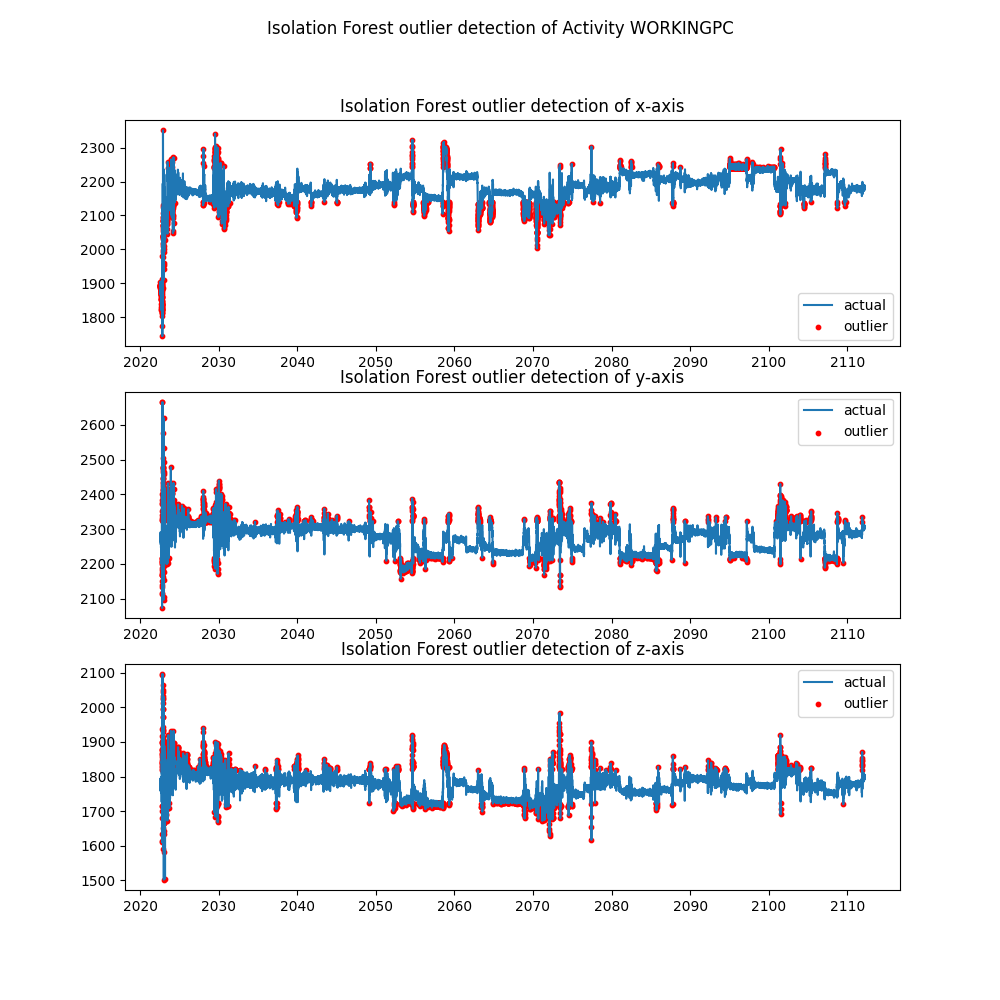 Isolation Forest outlier detection of Activity WORKINGPC
Isolation Forest outlier detection of x-axis
2300
2200
2100
2000
1900
1800
actual
outlier
2020 2030 2040 2050 2060 2070 2080 2090 2100 2110
Isolation Forest outlier detection of y-axis
2600
2500
2400
2300
2200
2100
actual
outlier
2020 2030 2040 2050 2060 2070 2080 2090 2100 2110
Isolation Forest outlier detection of z-axis
2100
2000
1900
1800
1700
1600
1500
actual
outlier
2020 2030 2040 2050 2060 2070 2080 2090 2100 2110